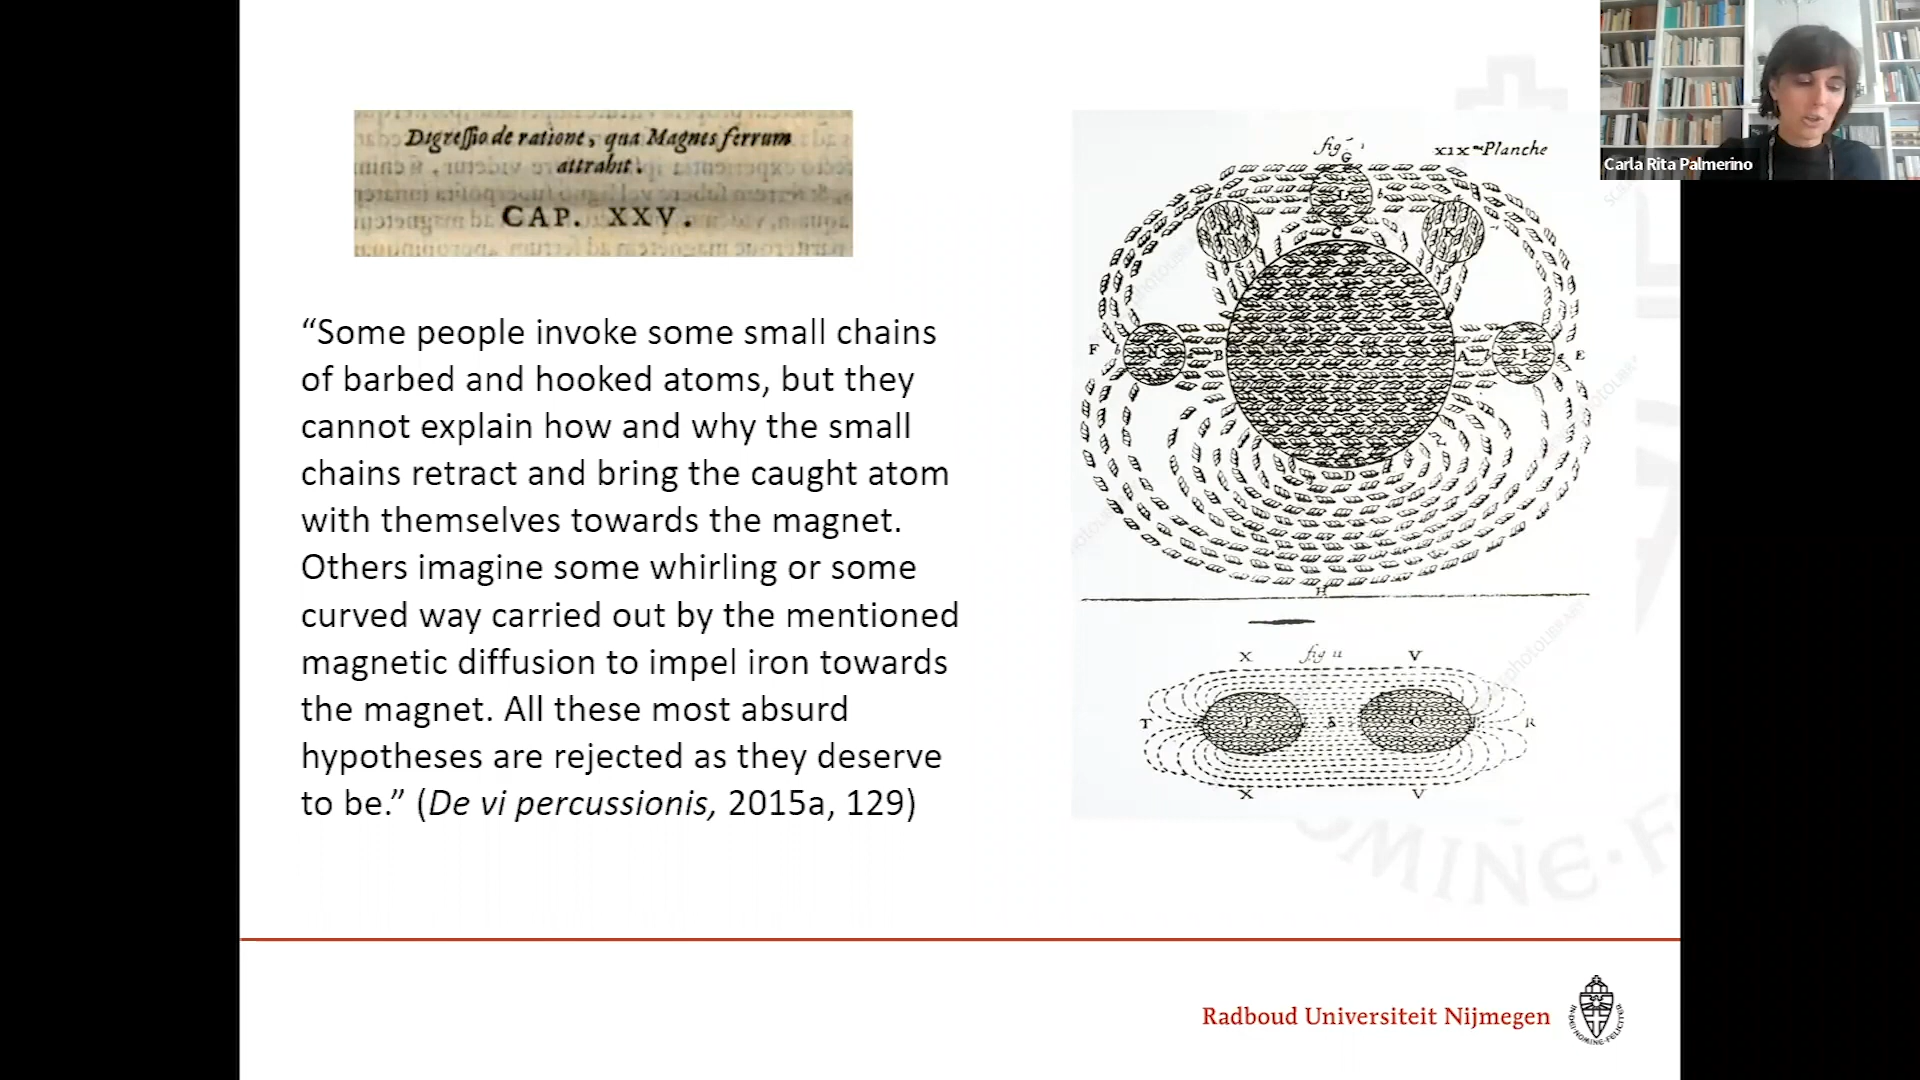 Digressio de ratione, qua Magnes ferrum
attrahit.
CAP. XXV.
“Some people invoke some small chains
of barbed and hooked atoms, but they
cannot explain how and why the small
chains retract and bring the caught atom
with themselves towards the magnet.
Others imagine some whirling or some
curved way carried out by the mentioned
magnetic diffusion to impel iron towards
the magnet. All these most absurd
hypotheses are rejected as they deserve
to be.” (De vi percussionis, 2015a, 129)
fig
XIXme Planche
G
C
K
F
N
B
A
b
I
E
D
H
X fig 11 V
T P S Q R
X V
Carla Rita Palmerino
Radboud Universiteit Nijmegen